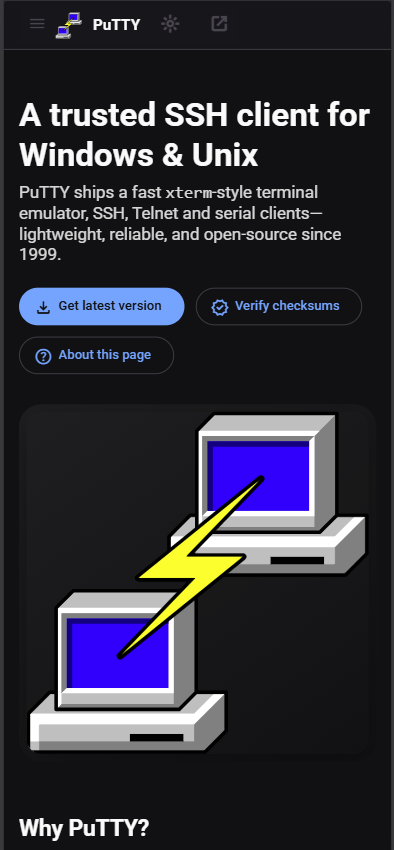 PuTTY
A trusted SSH client for
Windows & Unix
PuTTY ships a fast xterm-style terminal
emulator, SSH, Telnet and serial clients—
lightweight, reliable, and open-source since
1999.
Get latest version
Verify checksums
About this page
Why PuTTY?